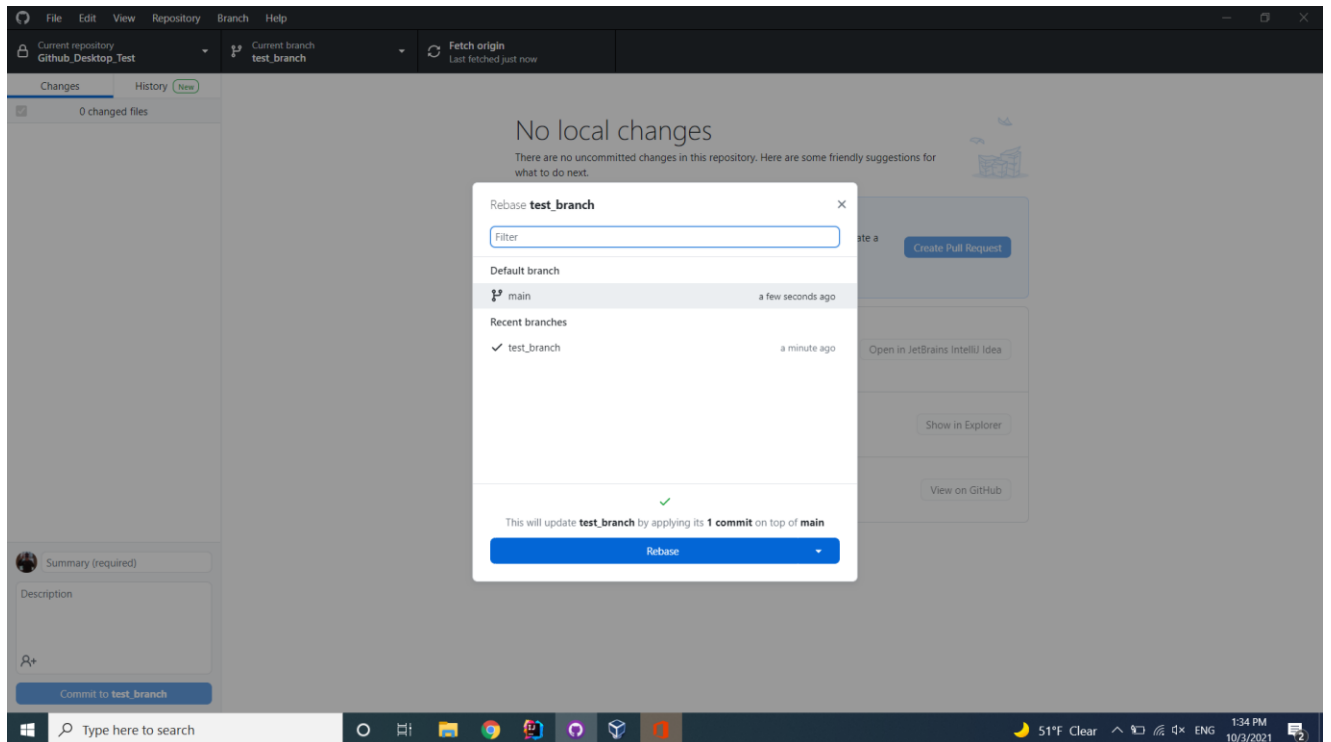 File Edit View Repository Branch Help
Current repository
Github_Desktop_Test
Current branch
test_branch
Fetch origin
Last fetched just now
Changes History New
0 changed files
No local changes
There are no uncommitted changes in this repository. Here are some friendly suggestions for
what to do next.
Rebase test_branch
Filter
ate a
Create Pull Request
Default branch
main a few seconds ago
Recent branches
test_branch a minute ago
Open in JetBrains IntelliJ Idea
Show in Explorer
View on GitHub
This will update test_branch by applying its 1 commit on top of main
Rebase
Summary (required)
Description
Commit to test_branch
Type here to search
51°F Clear ENG
1:34 PM
10/3/2021
2